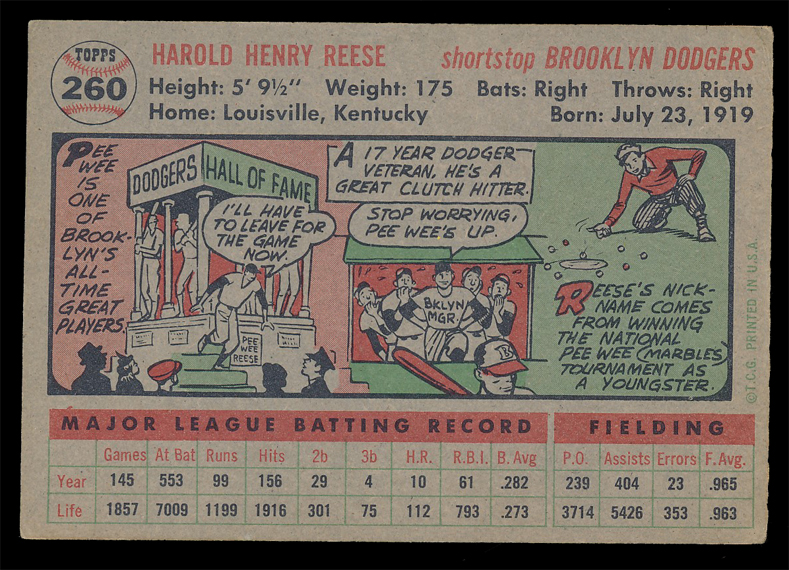 TOPPS
260
HAROLD HENRY REESE shortstop BROOKLYN DODGERS
Height: 5' 9½" Weight: 175 Bats: Right Throws: Right
Home: Louisville, Kentucky Born: July 23, 1919
PEE
WEE
IS
ONE
OF
BROOK-
LYN'S
ALL-
TIME
GREAT
PLAYERS.
DODGERS HALL OF FAME
I'LL HAVE
TO LEAVE FOR
THE GAME
NOW.
PEE
WEE
REESE
A 17 YEAR DODGER
VETERAN, HE'S A
GREAT CLUTCH HITTER.
STOP WORRYING,
PEE WEE'S UP.
BKLYN
MGR.
B
REESE'S NICK-
NAME COMES
FROM WINNING
THE NATIONAL
PEE WEE (MARBLES)
TOURNAMENT AS
A YOUNGSTER.
©T.C.G. PRINTED IN U.S.A.
MAJOR LEAGUE BATTING RECORD FIELDING
Games At Bat Runs Hits 2b 3b H.R. R.B.I. B. Avg P.O. Assists Errors F. Avg.
Year 145 553 99 156 29 4 10 61 .282 239 404 23 .965
Life 1857 7009 1199 1916 301 75 112 793 .273 3714 5426 353 .963